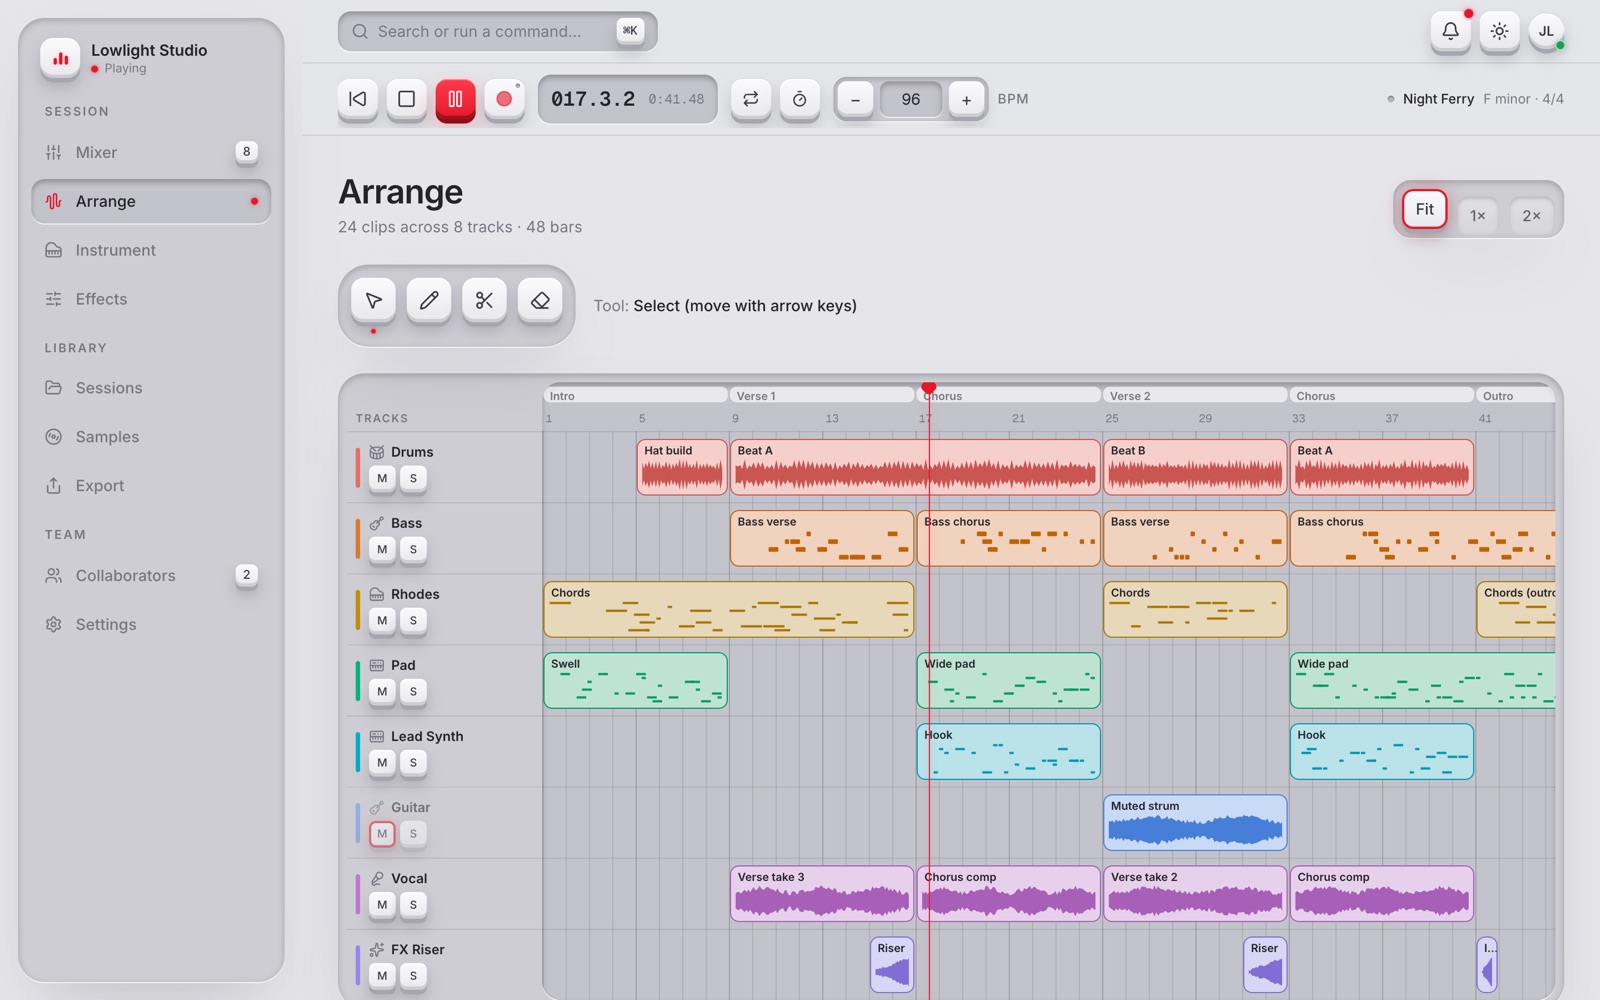 Lowlight Studio
Playing
SESSION
Mixer 8
Arrange
Instrument
Effects
LIBRARY
Sessions
Samples
Export
TEAM
Collaborators 2
Settings
Search or run a command... ⌘K
JL
017.3.2 0:41.48
− 96 + BPM
Night Ferry F minor · 4/4
Arrange
24 clips across 8 tracks · 48 bars
Fit 1× 2×
Tool: Select (move with arrow keys)
Intro Verse 1 Chorus Verse 2 Chorus Outro
TRACKS 1 5 9 13 17 21 25 29 33 37 41
Drums Hat build Beat A Beat B Beat A
M S
Bass Bass verse Bass chorus Bass verse Bass chorus
M S
Rhodes Chords Chords Chords (outro
M S
Pad Swell Wide pad Wide pad
M S
Lead Synth Hook Hook
M S
Guitar Muted strum
M S
Vocal Verse take 3 Chorus comp Verse take 2 Chorus comp
M S
FX Riser Riser Riser I...
M S